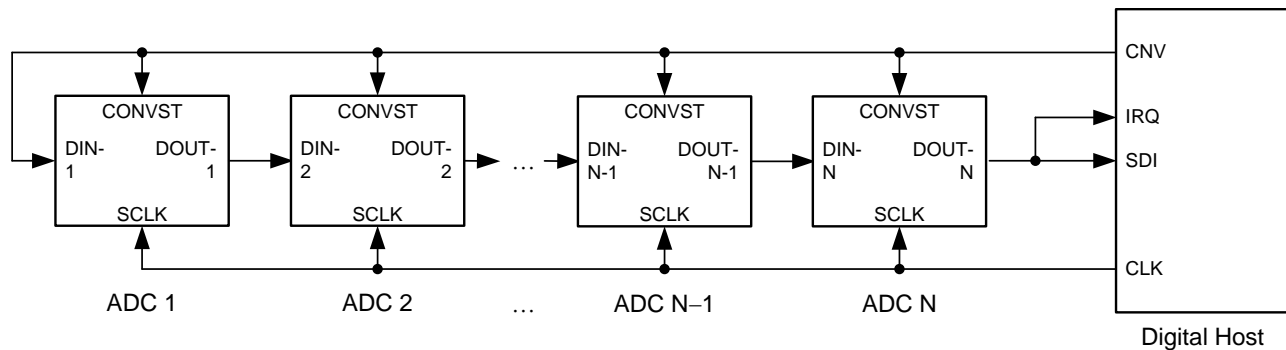 CNV
CONVST CONVST CONVST CONVST
IRQ
DIN-
1
DOUT-
1
DIN-
2
DOUT-
2
...
DIN-
N-1
DOUT-
N-1
DIN-
N
DOUT-
N
SDI
SCLK SCLK SCLK SCLK
CLK
ADC 1 ADC 2 ... ADC N−1 ADC N
Digital Host